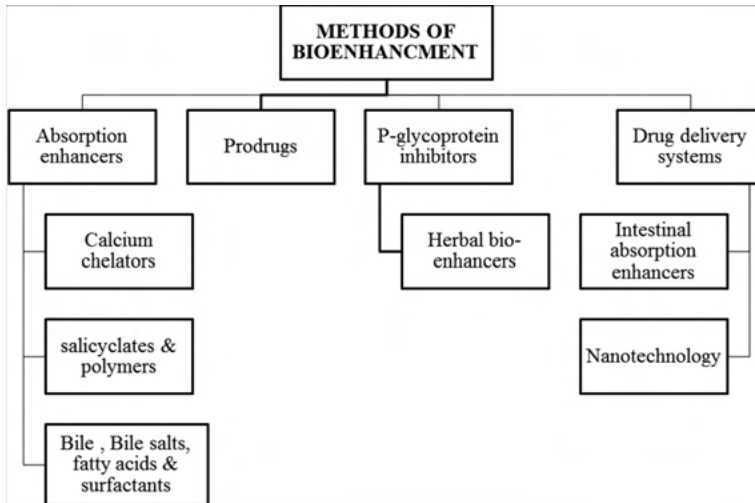 METHODS OF
BIOENHANCMENT
Absorption
enhancers
Prodrugs
P-glycoprotein
inhibitors
Drug delivery
systems
Calcium
chelators
Herbal bio-
enhancers
Intestinal
absorption
enhancers
salicyclates &
polymers
Nanotechnology
Bile , Bile salts,
fatty acids &
surfactants